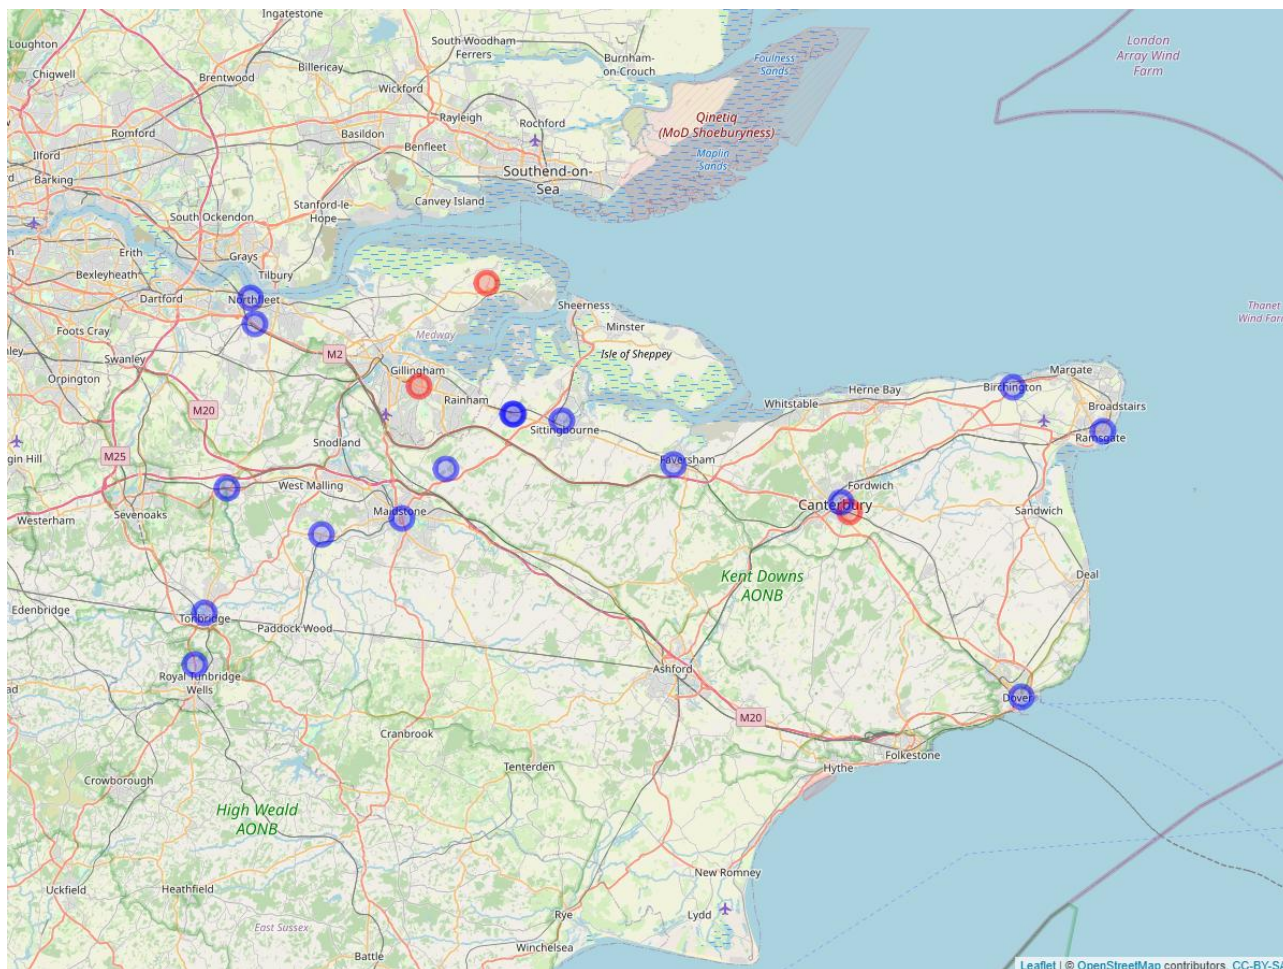 Ingatestone
Loughton
South Woodham
Ferrers
Burnham-
on-Crouch
Foulness
Sands
London
Array Wind
Farm
Chigwell
Brentwood
Billericay
Wickford
Rayleigh
Rochford
Qinetiq
(MoD Shoeburyness)
Romford
Basildon
Benfleet
Maplin
Sands
Ilford
Barking
Southend-on-
Sea
Stanford-le-
Hope
Canvey Island
South Ockendon
Erith
Grays
Tilbury
Bexleyheath
Dartford
Northfleet
Sheerness
Thanet
Wind Farm
Foots Cray
Medway
Minster
M2
Isle of Sheppey
Swanley
Orpington
Gillingham
Rainham
Margate
Birchington
Herne Bay
Whitstable
Broadstairs
M20
Sittingbourne
Ramsgate
Snodland
M25
gin Hill
Faversham
West Malling
Fordwich
Sevenoaks
Canterbury
Sandwich
Westerham
Maidstone
Kent Downs
AONB
Deal
Edenbridge
Tonbridge
Paddock Wood
Ashford
Royal Tunbridge
Wells
Dover
M20
Cranbrook
Folkestone
Hythe
Tenterden
Crowborough
High Weald
AONB
New Romney
Uckfield
Heathfield
Rye
Lydd
East Sussex
Winchelsea
Battle
Leaflet | © OpenStreetMap contributors, CC-BY-SA